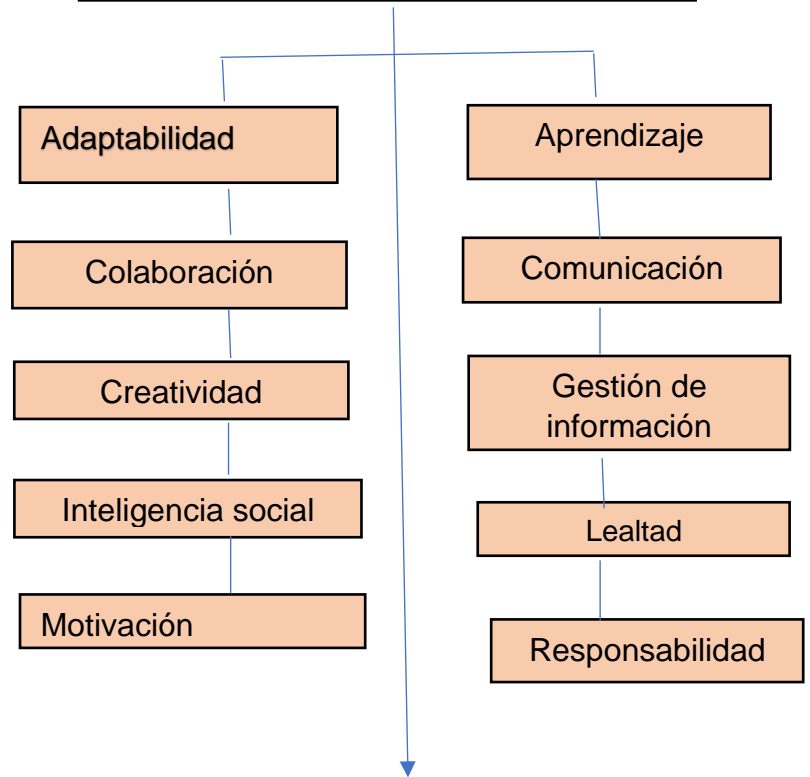 Adaptabilidad
Colaboración
Creatividad
Inteligencia social
Motivación
Aprendizaje
Comunicación
Gestión de
información
Lealtad
Responsabilidad